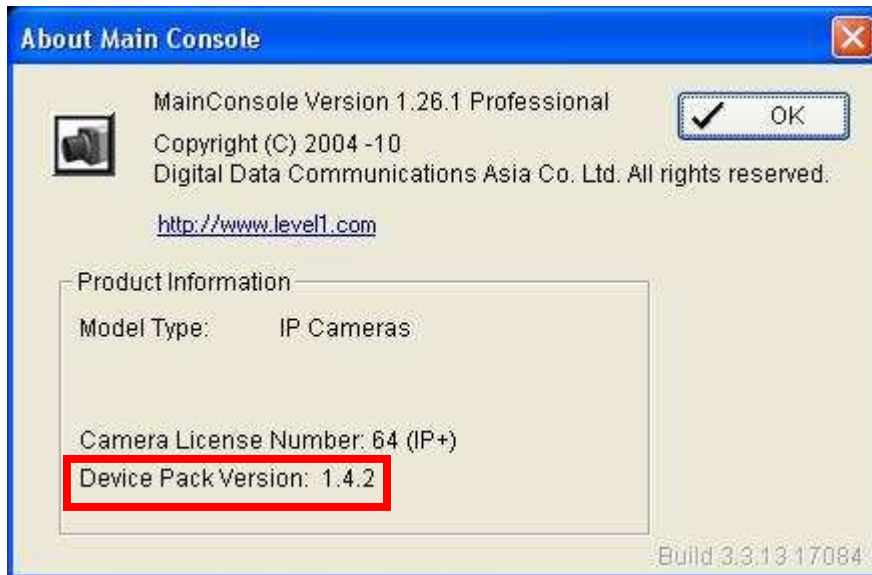 About Main Console
MainConsole Version 1.26.1 Professional
OK
Copyright (C) 2004 -10
Digital Data Communications Asia Co. Ltd. All rights reserved.
http://www.level1.com
Product Information
Model Type: IP Cameras
Camera License Number: 64 (IP+)
Device Pack Version: 1.4.2
Build 3.3.13 17084